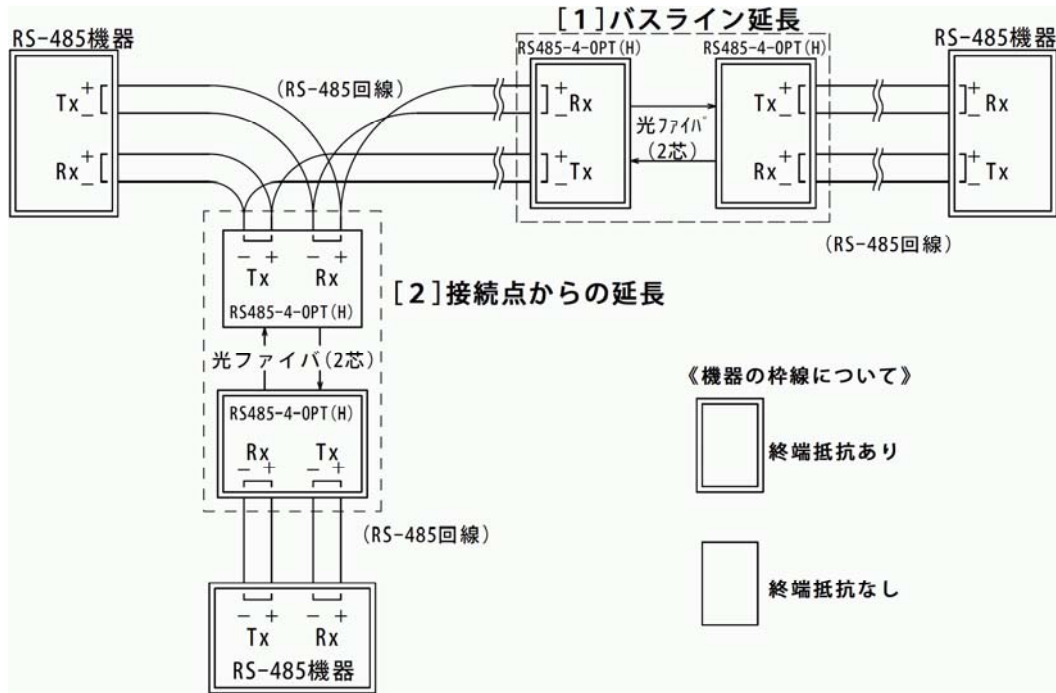 [1]バスライン延長
RS-485機器
RS485-4-OPT(H)
RS485-4-OPT(H)
RS-485機器
(RS-485回線)
Tx + −
Rx + −
+ − Rx
+ − Tx
光ファイバ
(2芯)
Tx + −
Rx + −
+ − Rx
+ − Tx
(RS-485回線)
− + − +
Tx Rx
RS485-4-OPT(H)
[2]接続点からの延長
光ファイバ(2芯)
RS485-4-OPT(H)
Rx Tx
− + − +
(RS-485回線)
− + − +
Tx Rx
RS-485機器
《機器の枠線について》
終端抵抗あり
終端抵抗なし